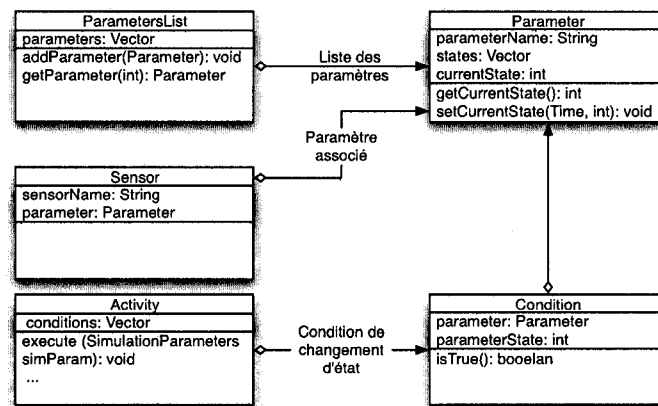 ParametersList
parameters: Vector
addParameter(Parameter): void
getParameter(int): Parameter
Liste des
paramètres
Parameter
parameterName: String
states: Vector
currentState: int
getCurrentState(): int
setCurrentState(Time, int): void
Paramètre
associé
Sensor
sensorName: String
parameter: Parameter
Activity
conditions: Vector
execute (SimulationParameters
simParam): void
...
Condition de
changement
d'état
Condition
parameter: Parameter
parameterState: int
isTrue(): booelan